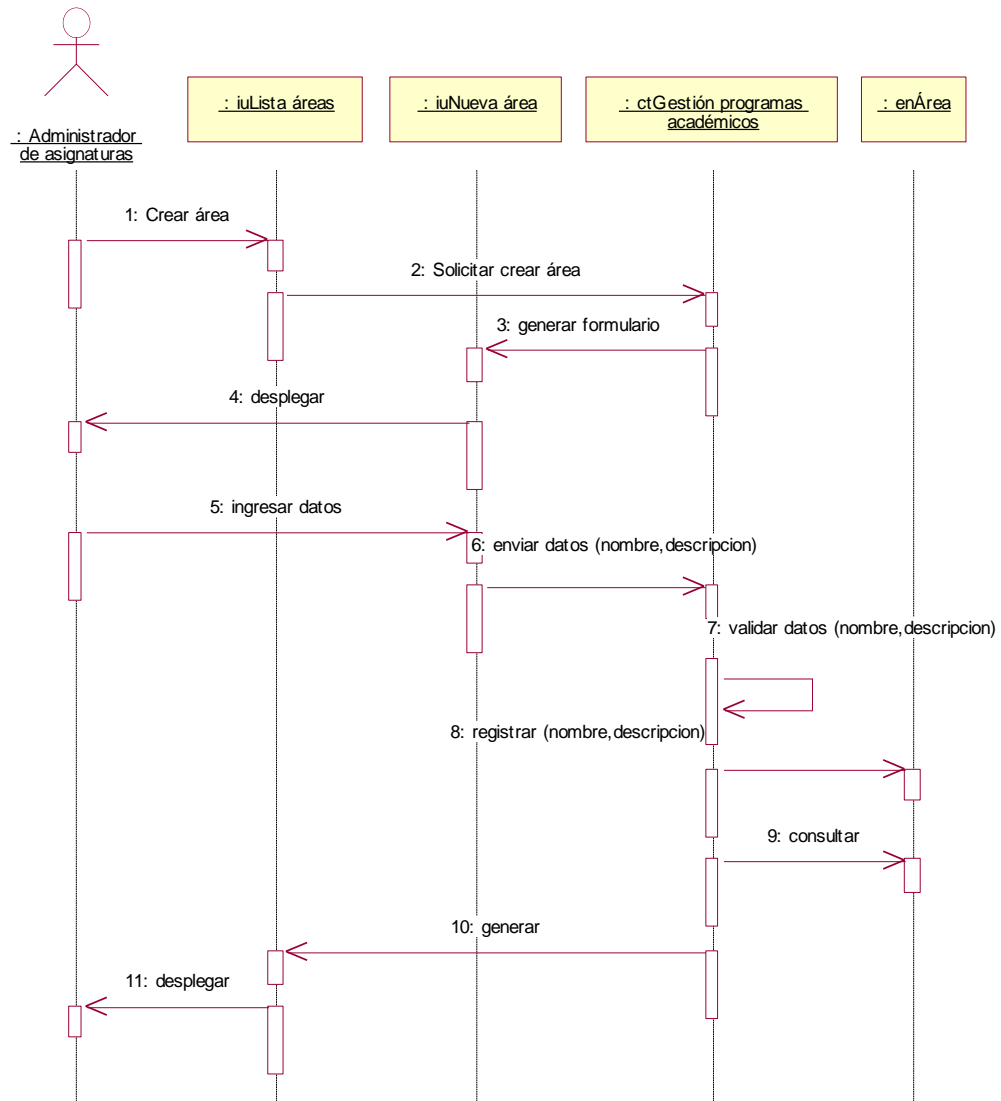 : Administrador
de asignaturas
: iuLista áreas
: iuNueva área
: ctGestión programas
académicos
: enÁrea
1: Crear área
2: Solicitar crear área
3: generar formulario
4: desplegar
5: ingresar datos
6: enviar datos (nombre,descripcion)
7: validar datos (nombre,descripcion)
8: registrar (nombre,descripcion)
9: consultar
10: generar
11: desplegar